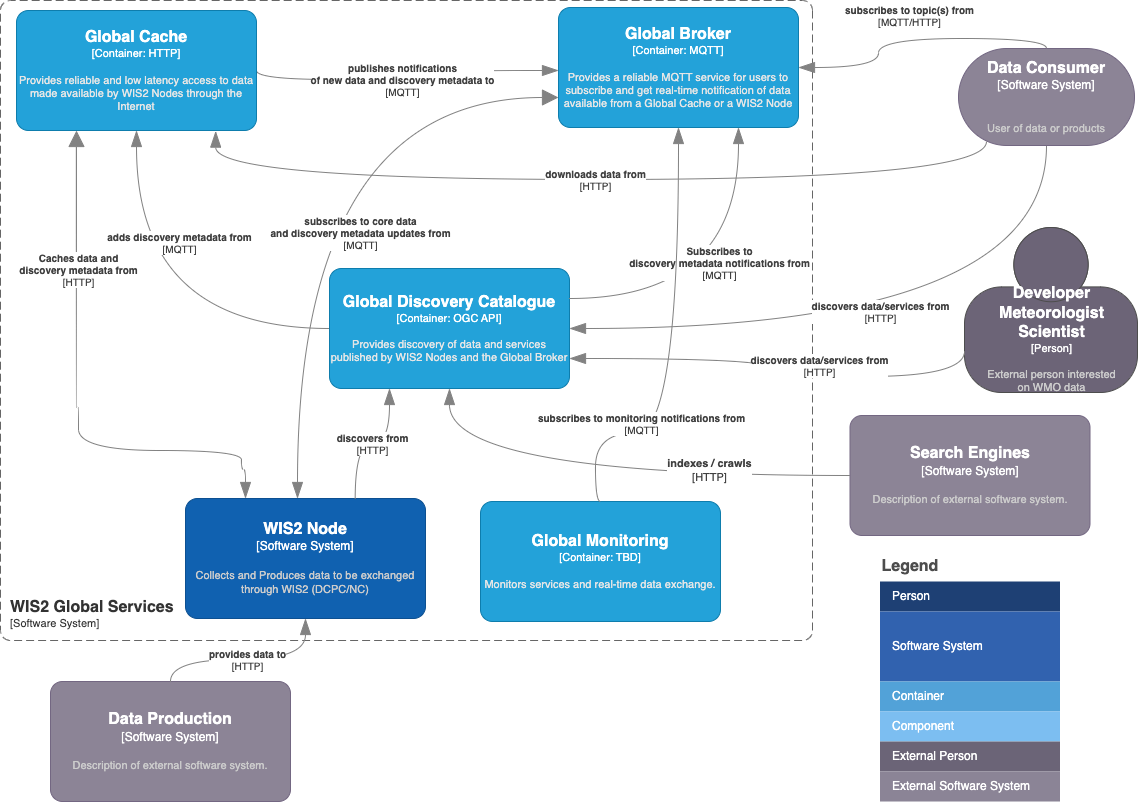 Global Cache
[Container: HTTP]
Provides reliable and low latency access to data
made available by WIS2 Nodes through the
Internet
publishes notifications
of new data and discovery metadata to
[MQTT]
Global Broker
[Container: MQTT]
Provides a reliable MQTT service for users to
subscribe and get real-time notification of data
available from a Global Cache or a WIS2 Node
subscribes to topic(s) from
[MQTT/HTTP]
Data Consumer
[Software System]
User of data or products
downloads data from
[HTTP]
adds discovery metadata from
[MQTT]
subscribes to core data
and discovery metadata updates from
[MQTT]
Caches data and
discovery metadata from
[HTTP]
Subscribes to
discovery metadata notifications from
[MQTT]
Global Discovery Catalogue
[Container: OGC API]
Provides discovery of data and services
published by WIS2 Nodes and the Global Broker
discovers data/services from
[HTTP]
Developer
Meteorologist
Scientist
[Person]
External person interested
on WMO data
discovers data/services from
[HTTP]
subscribes to monitoring notifications from
[MQTT]
discovers from
[HTTP]
indexes / crawls
[HTTP]
Search Engines
[Software System]
Description of external software system.
WIS2 Node
[Software System]
Collects and Produces data to be exchanged
through WIS2 (DCPC/NC)
Global Monitoring
[Container: TBD]
Monitors services and real-time data exchange.
WIS2 Global Services
[Software System]
provides data to
[HTTP]
Data Production
[Software System]
Description of external software system.
Legend
Person
Software System
Container
Component
External Person
External Software System